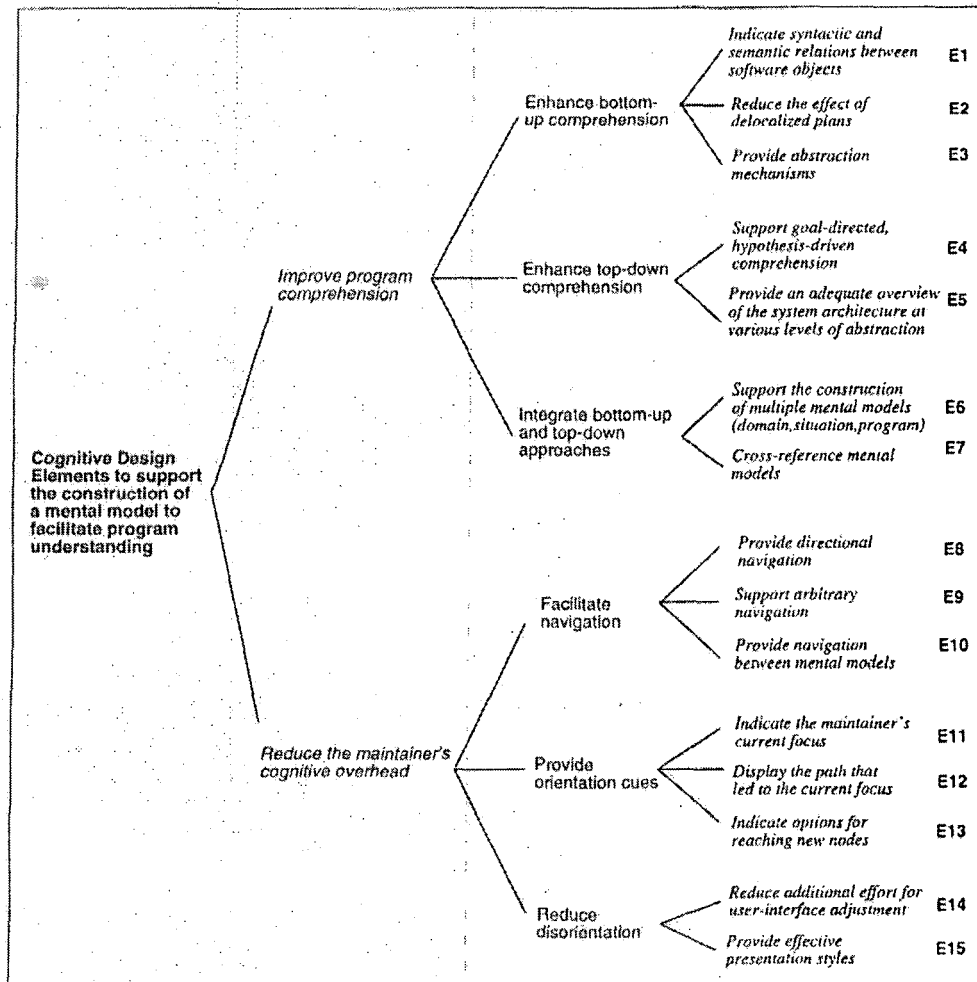 Indicate syntactic and
semantic relations between E1
software objects
Enhance bottom-
up comprehension
Reduce the effect of E2
delocalized plans
Provide abstraction E3
mechanisms
Improve program
comprehension
Support goal-directed,
hypothesis-driven E4
comprehension
Enhance top-down
comprehension
Provide an adequate overview
of the system architecture at E5
various levels of abstraction
Integrate bottom-up
and top-down
approaches
Support the construction
of multiple mental models E6
(domain,situation,program)
Cross-reference mental E7
models
Cognitive Design
Elements to support
the construction of
a mental model to
facilitate program
understanding
Reduce the maintainer's
cognitive overhead
Facilitate
navigation
Provide directional E8
navigation
Support arbitrary E9
navigation
Provide navigation E10
between mental models
Provide
orientation cues
Indicate the maintainer's E11
current focus
Display the path that E12
led to the current focus
Indicate options for E13
reaching new nodes
Reduce
disorientation
Reduce additional effort for E14
user-interface adjustment
Provide effective E15
presentation styles